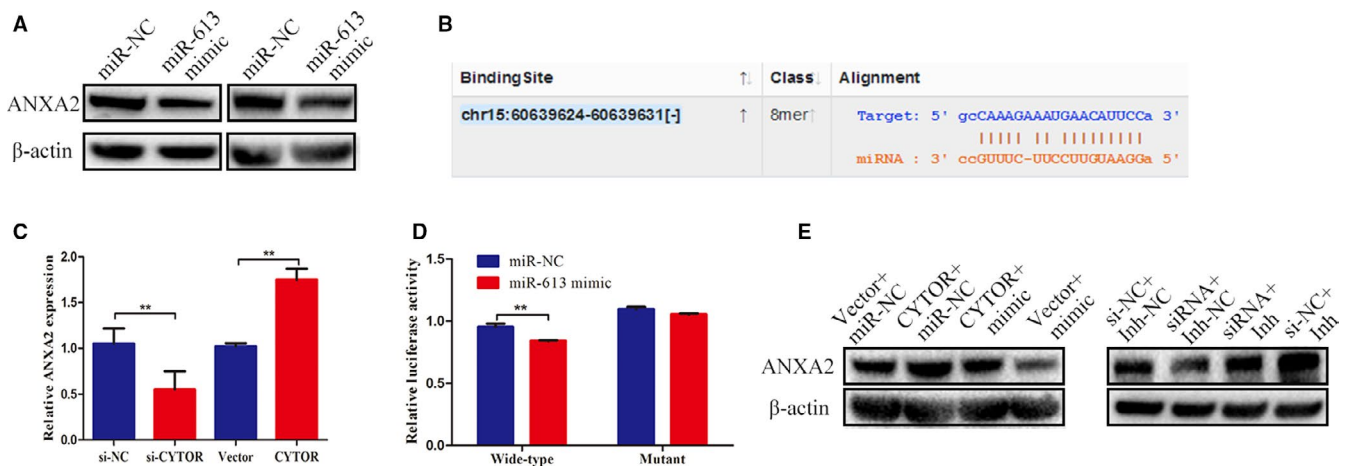 A
miR-NC
miR-613
mimic
miR-NC
miR-613
mimic
ANXA2
β-actin
B
BindingSite ↑↓ Class↓ Alignment
chr15:60639624-60639631[-] ↑ 8mer↑ Target: 5' gcCAAAGAAAUGAACAUUCCa 3'
||||| || |||||||||
miRNA : 3' ccGUUUC-UUCCUUGUAAGGa 5'
C
Relative ANXA2 expression
2.0
1.5
1.0
0.5
0.0
**
**
si-NC si-CYTOR Vector CYTOR
D
Relative luciferase activity
1.5
1.0
0.5
0.0
miR-NC
miR-613 mimic
**
Wide-type Mutant
E
Vector+
miR-NC
CYTOR+
miR-NC
CYTOR+
mimic
Vector+
mimic
si-NC+
Inh-NC
siRNA+
Inh-NC
siRNA+
Inh
si-NC+
Inh
ANXA2
β-actin